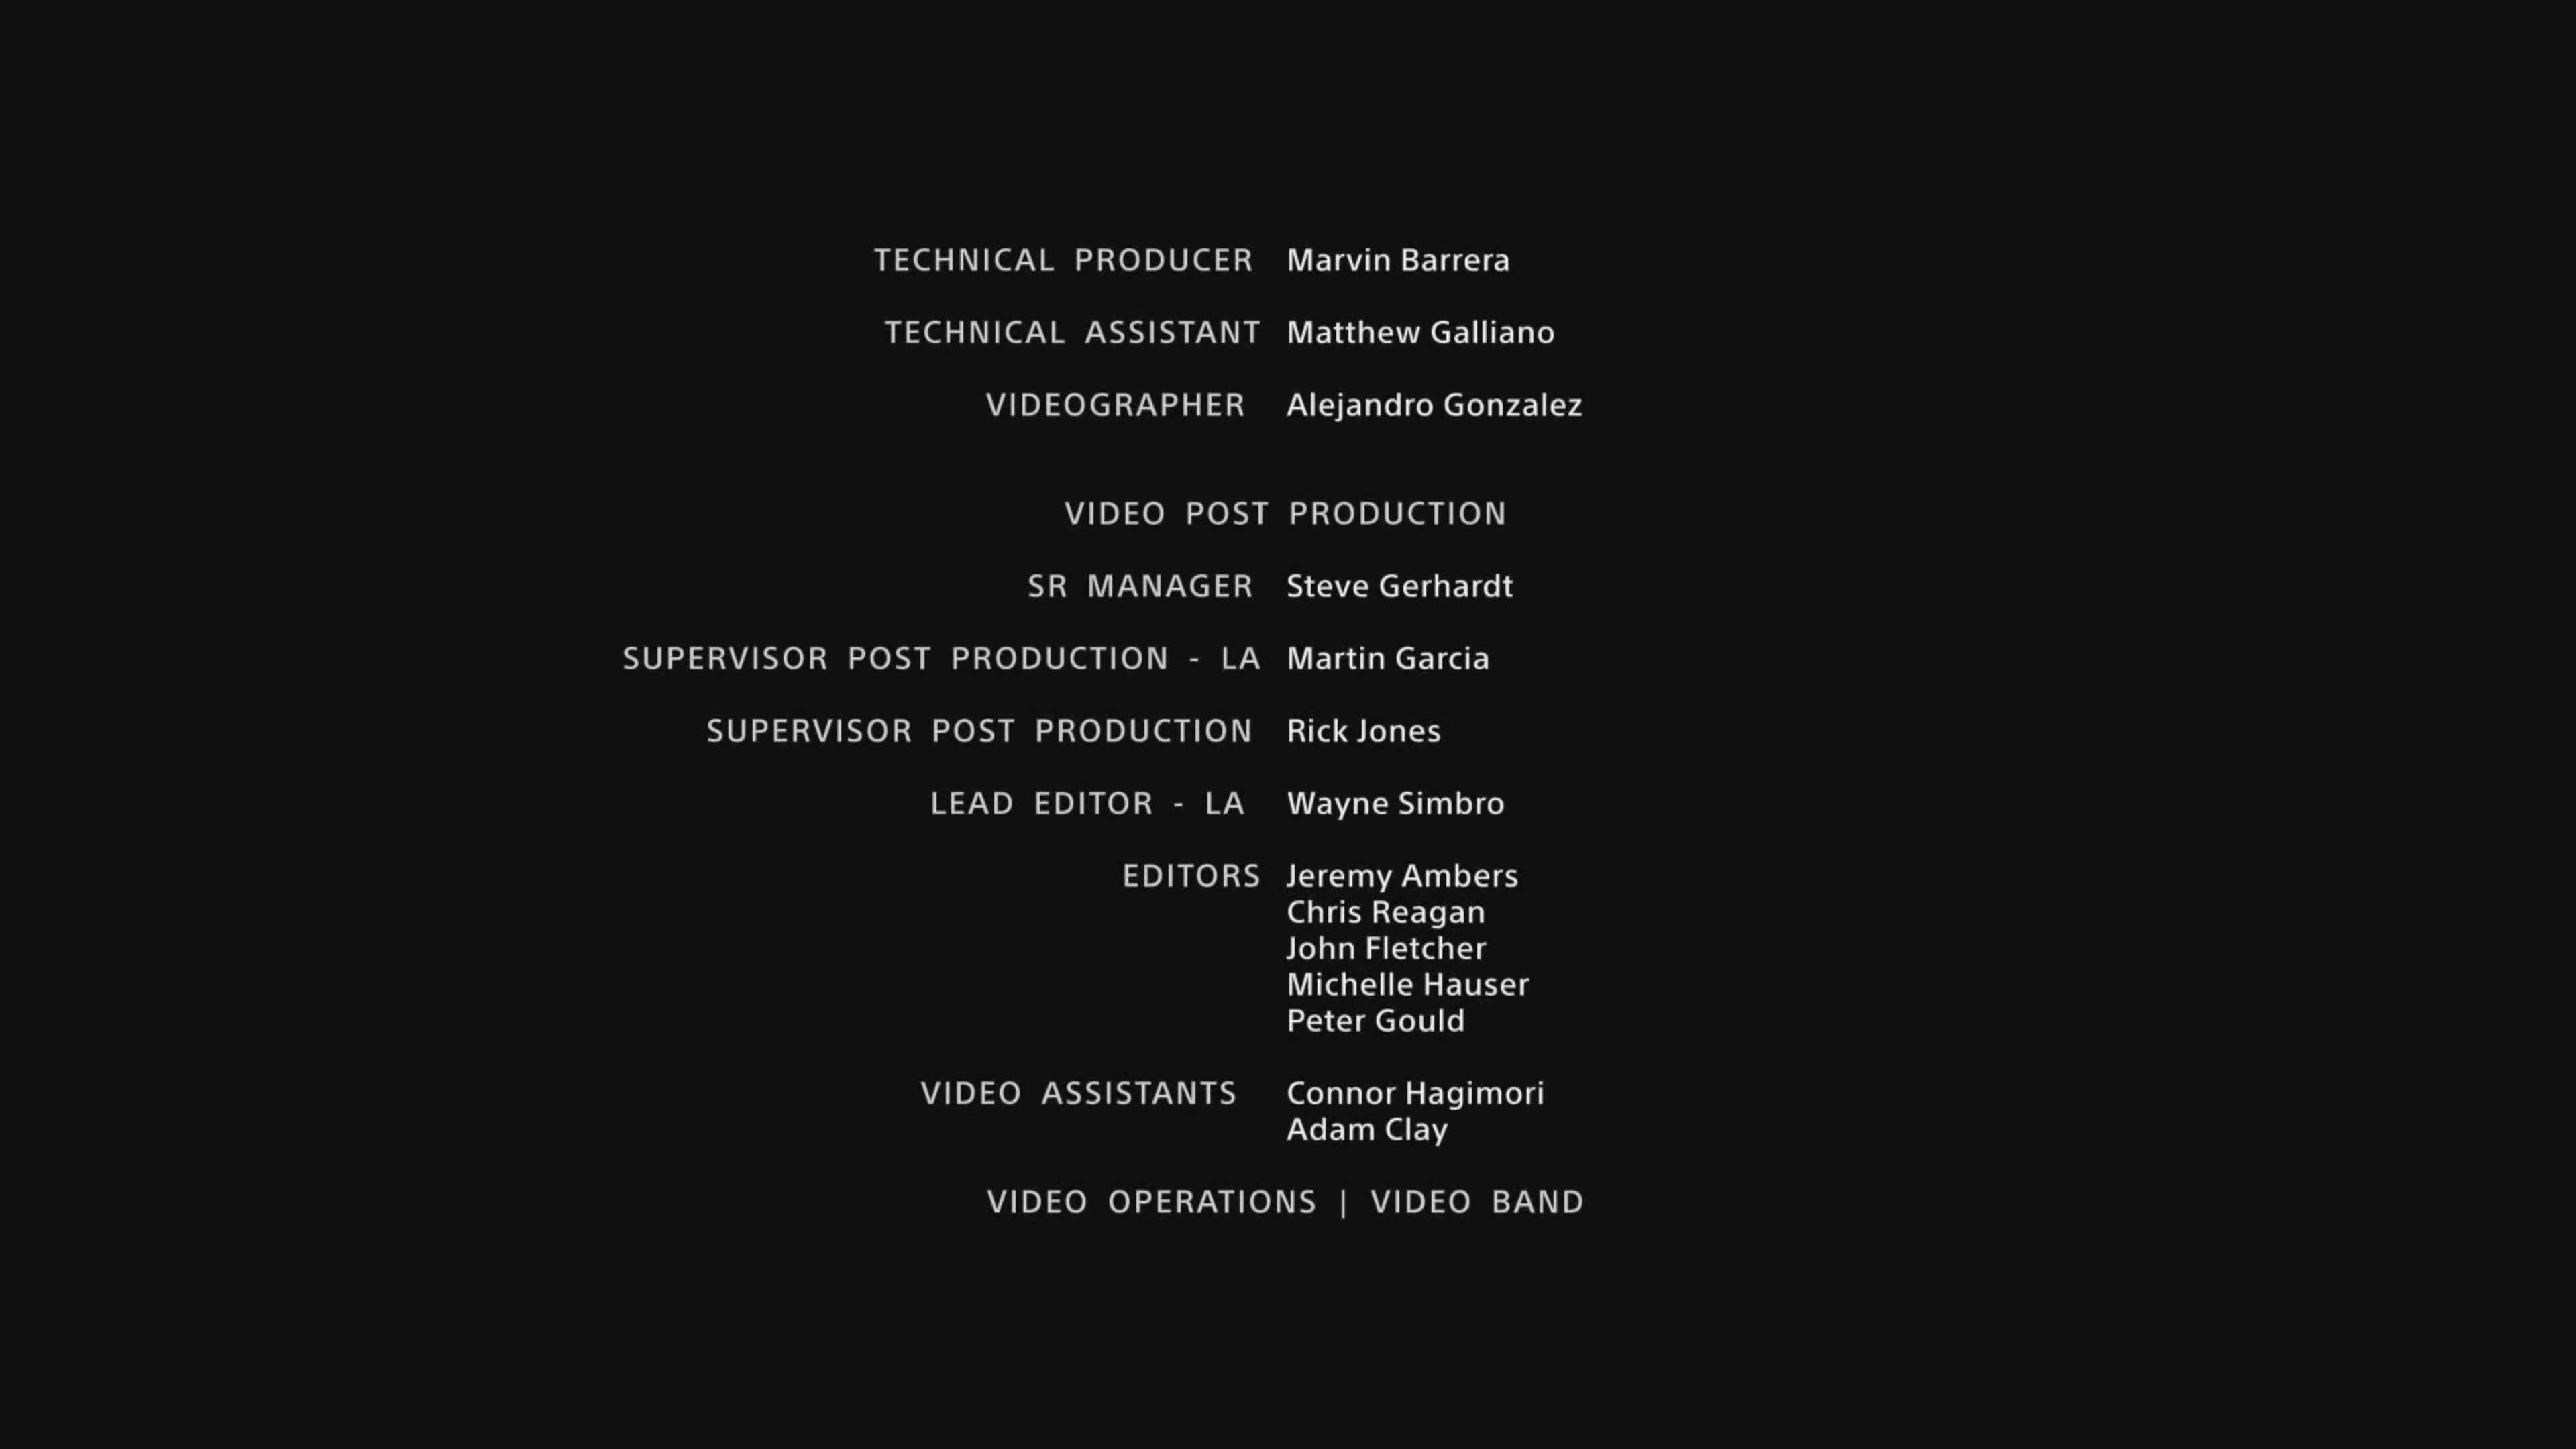 TECHNICAL PRODUCER Marvin Barrera
TECHNICAL ASSISTANT Matthew Galliano
VIDEOGRAPHER Alejandro Gonzalez
VIDEO POST PRODUCTION
SR MANAGER Steve Gerhardt
SUPERVISOR POST PRODUCTION - LA Martin Garcia
SUPERVISOR POST PRODUCTION Rick Jones
LEAD EDITOR - LA Wayne Simbro
EDITORS Jeremy Ambers
Chris Reagan
John Fletcher
Michelle Hauser
Peter Gould
VIDEO ASSISTANTS Connor Hagimori
Adam Clay
VIDEO OPERATIONS | VIDEO BAND